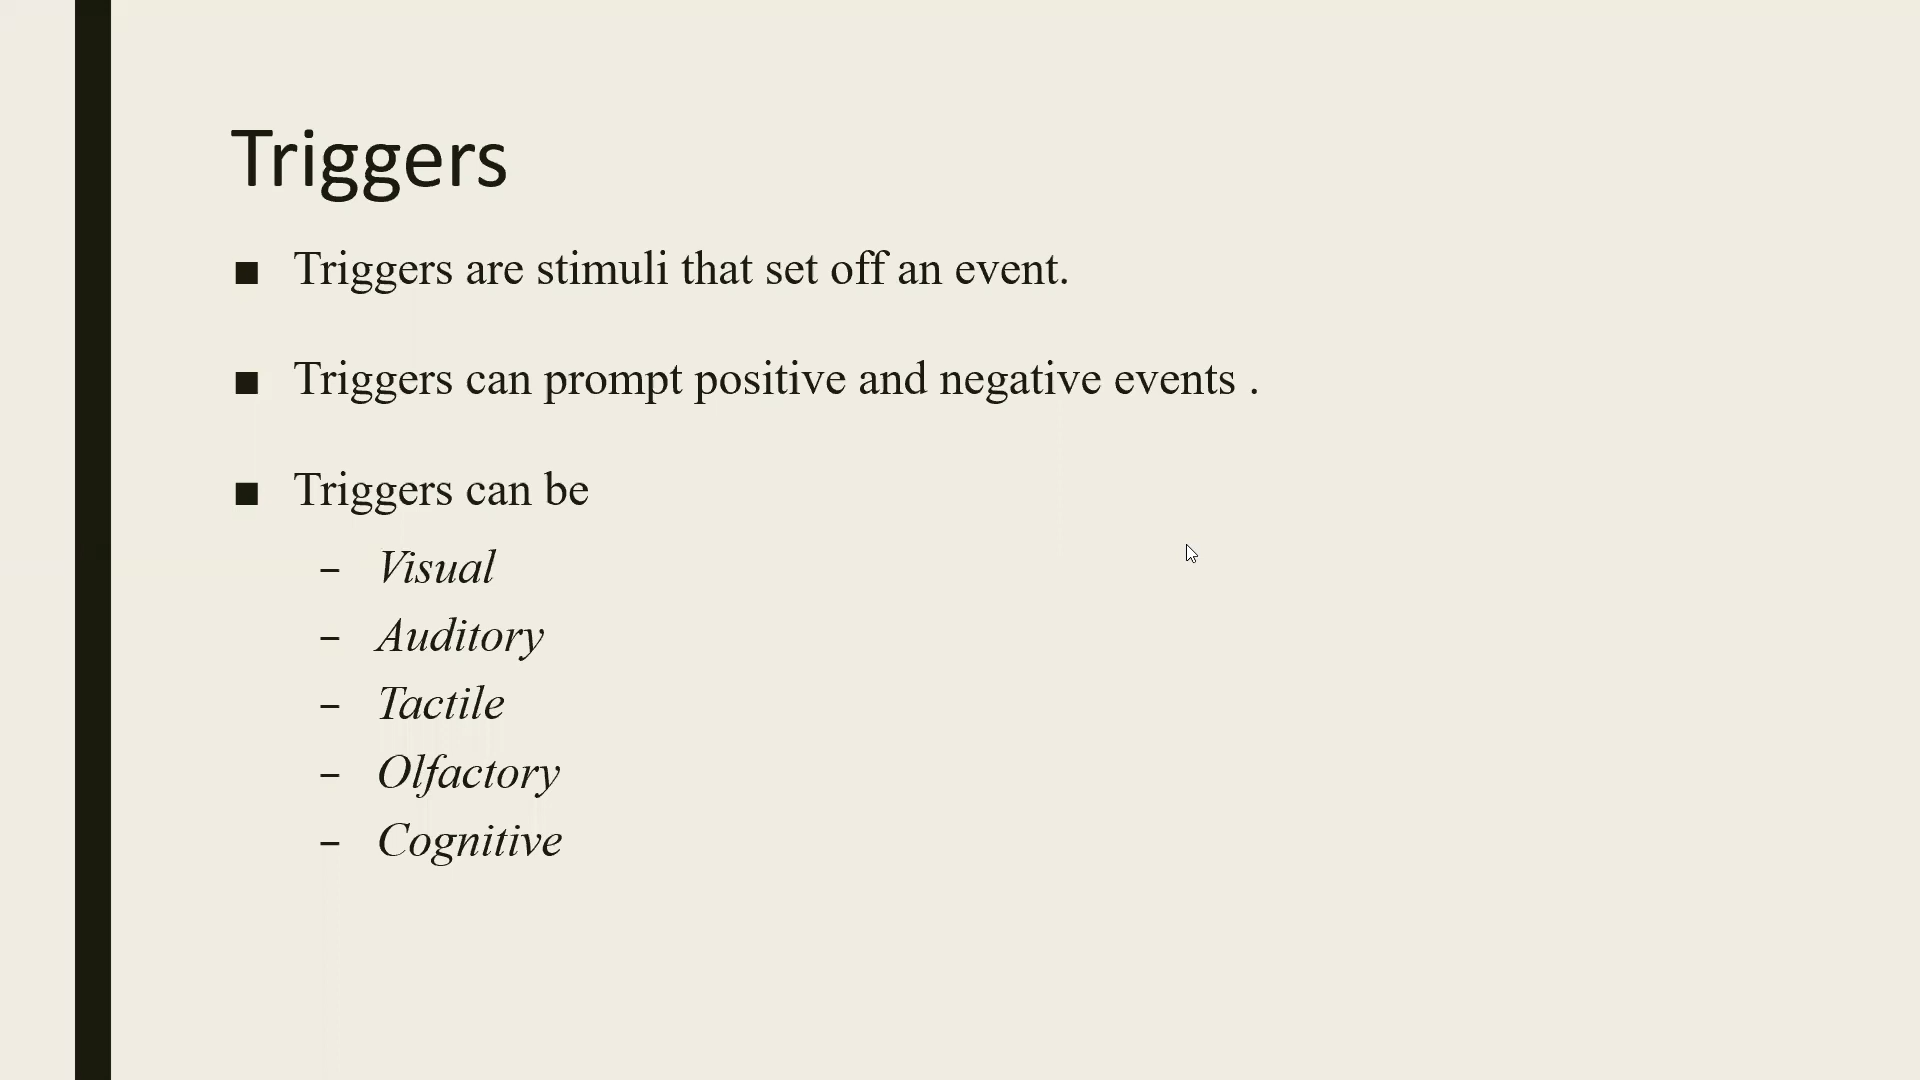 Triggers
■ Triggers are stimuli that set off an event.
■ Triggers can prompt positive and negative events .
■ Triggers can be
– Visual
– Auditory
– Tactile
– Olfactory
– Cognitive